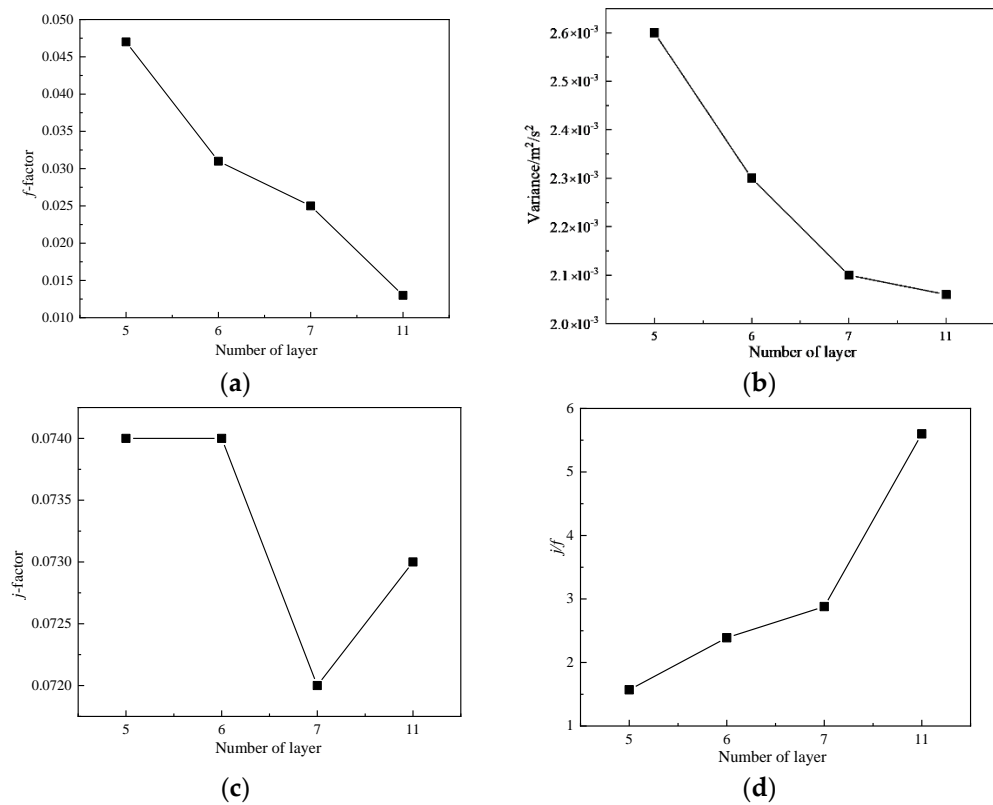 0.050
0.045
0.040
0.035
0.030
0.025
0.020
0.015
0.010
f-factor
5 6 7 11
Number of layer
(a)
2.6×10⁻³
2.5×10⁻³
2.4×10⁻³
2.3×10⁻³
2.2×10⁻³
2.1×10⁻³
2.0×10⁻³
Variance/m²/s²
5 6 7 11
Number of layer
(b)
0.0740
0.0735
0.0730
0.0725
0.0720
j-factor
5 6 7 11
Number of layer
(c)
6
5
4
3
2
1
j/f
5 6 7 11
Number of layer
(d)